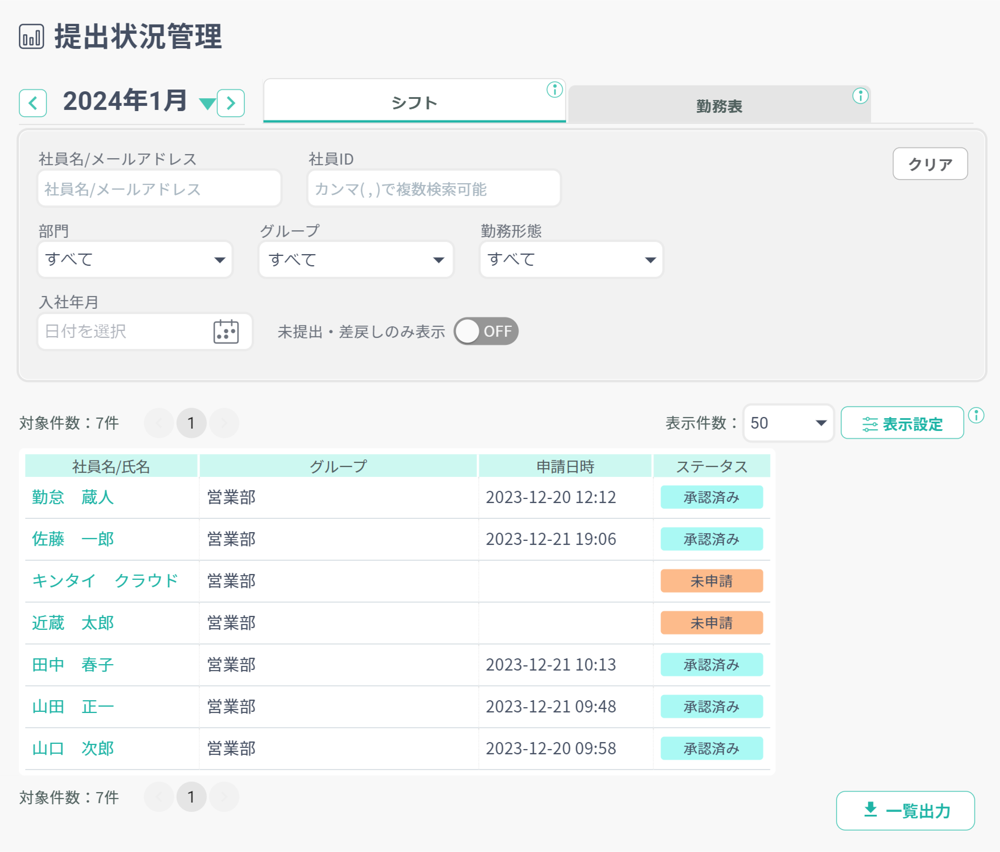 提出状況管理
2024年1月
シフト
勤務表
社員名/メールアドレス
社員ID
クリア
社員名/メールアドレス
カンマ( , )で複数検索可能
部門
グループ
勤務形態
すべて
すべて
すべて
入社年月
日付を選択
未提出・差戻しのみ表示 OFF
対象件数：7件 1
表示件数： 50 表示設定
社員名/氏名 グループ 申請日時 ステータス
勤怠　蔵人 営業部 2023-12-20 12:12 承認済み
佐藤　一郎 営業部 2023-12-21 19:06 承認済み
キンタイ　クラウド 営業部 未申請
近蔵　太郎 営業部 未申請
田中　春子 営業部 2023-12-21 10:13 承認済み
山田　正一 営業部 2023-12-21 09:48 承認済み
山口　次郎 営業部 2023-12-20 09:58 承認済み
対象件数：7件 1
一覧出力